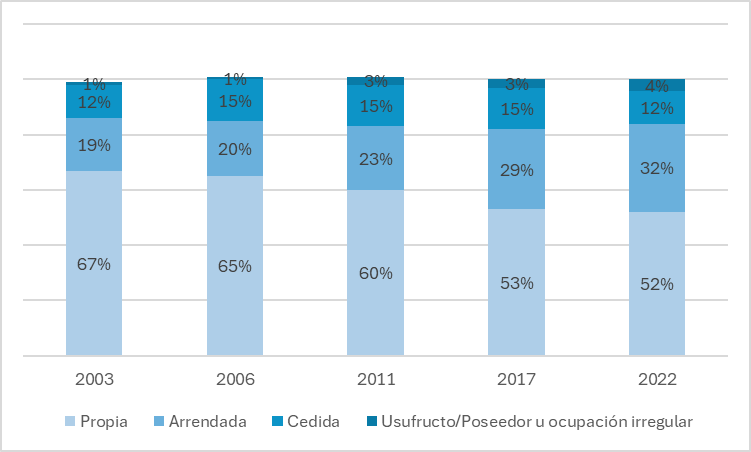 1% 1% 3% 3% 4%
12% 15% 15% 15% 12%
19% 20% 23% 29% 32%
67% 65% 60% 53% 52%
2003 2006 2011 2017 2022
Propia Arrendada Cedida Usufructo/Poseedor u ocupación irregular